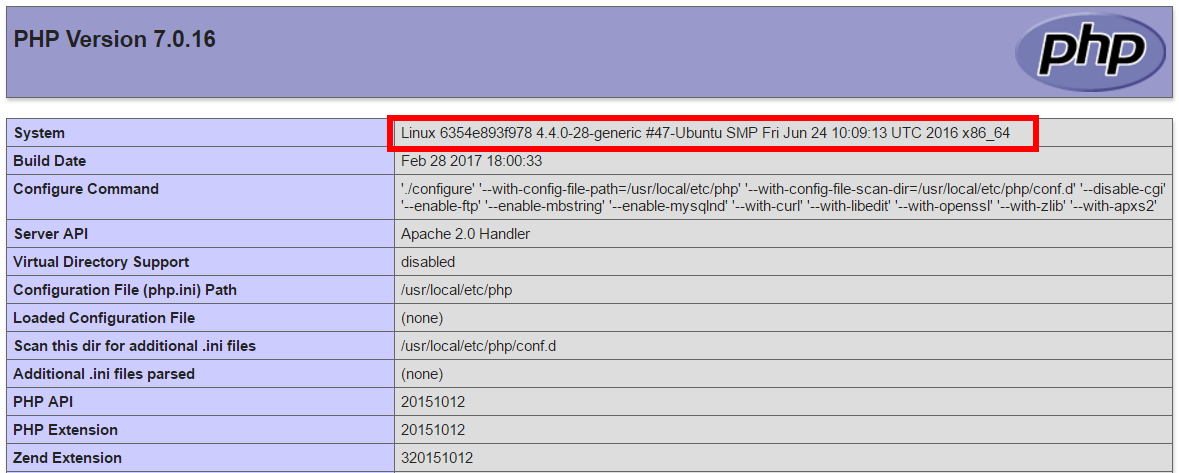 PHP Version 7.0.16
php
System Linux 6354e893f978 4.4.0-28-generic #47-Ubuntu SMP Fri Jun 24 10:09:13 UTC 2016 x86_64
Build Date Feb 28 2017 18:00:33
Configure Command './configure' '--with-config-file-path=/usr/local/etc/php' '--with-config-file-scan-dir=/usr/local/etc/php/conf.d' '--disable-cgi'
'--enable-ftp' '--enable-mbstring' '--enable-mysqlnd' '--with-curl' '--with-libedit' '--with-openssl' '--with-zlib' '--with-apxs2'
Server API Apache 2.0 Handler
Virtual Directory Support disabled
Configuration File (php.ini) Path /usr/local/etc/php
Loaded Configuration File (none)
Scan this dir for additional .ini files /usr/local/etc/php/conf.d
Additional .ini files parsed (none)
PHP API 20151012
PHP Extension 20151012
Zend Extension 320151012